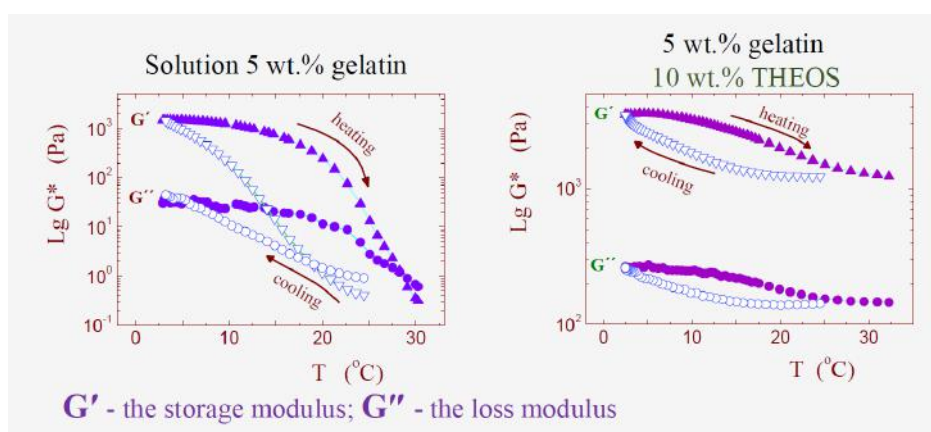 Solution 5 wt.% gelatin
G′
G″
Lg G* (Pa)
10³
10²
10¹
10⁰
10⁻¹
heating
cooling
0
10
20
30
T (°C)
5 wt.% gelatin
10 wt.% THEOS
G′
G″
Lg G* (Pa)
10³
10²
heating
cooling
0
10
20
30
T (°C)
G′ - the storage modulus; G″ - the loss modulus